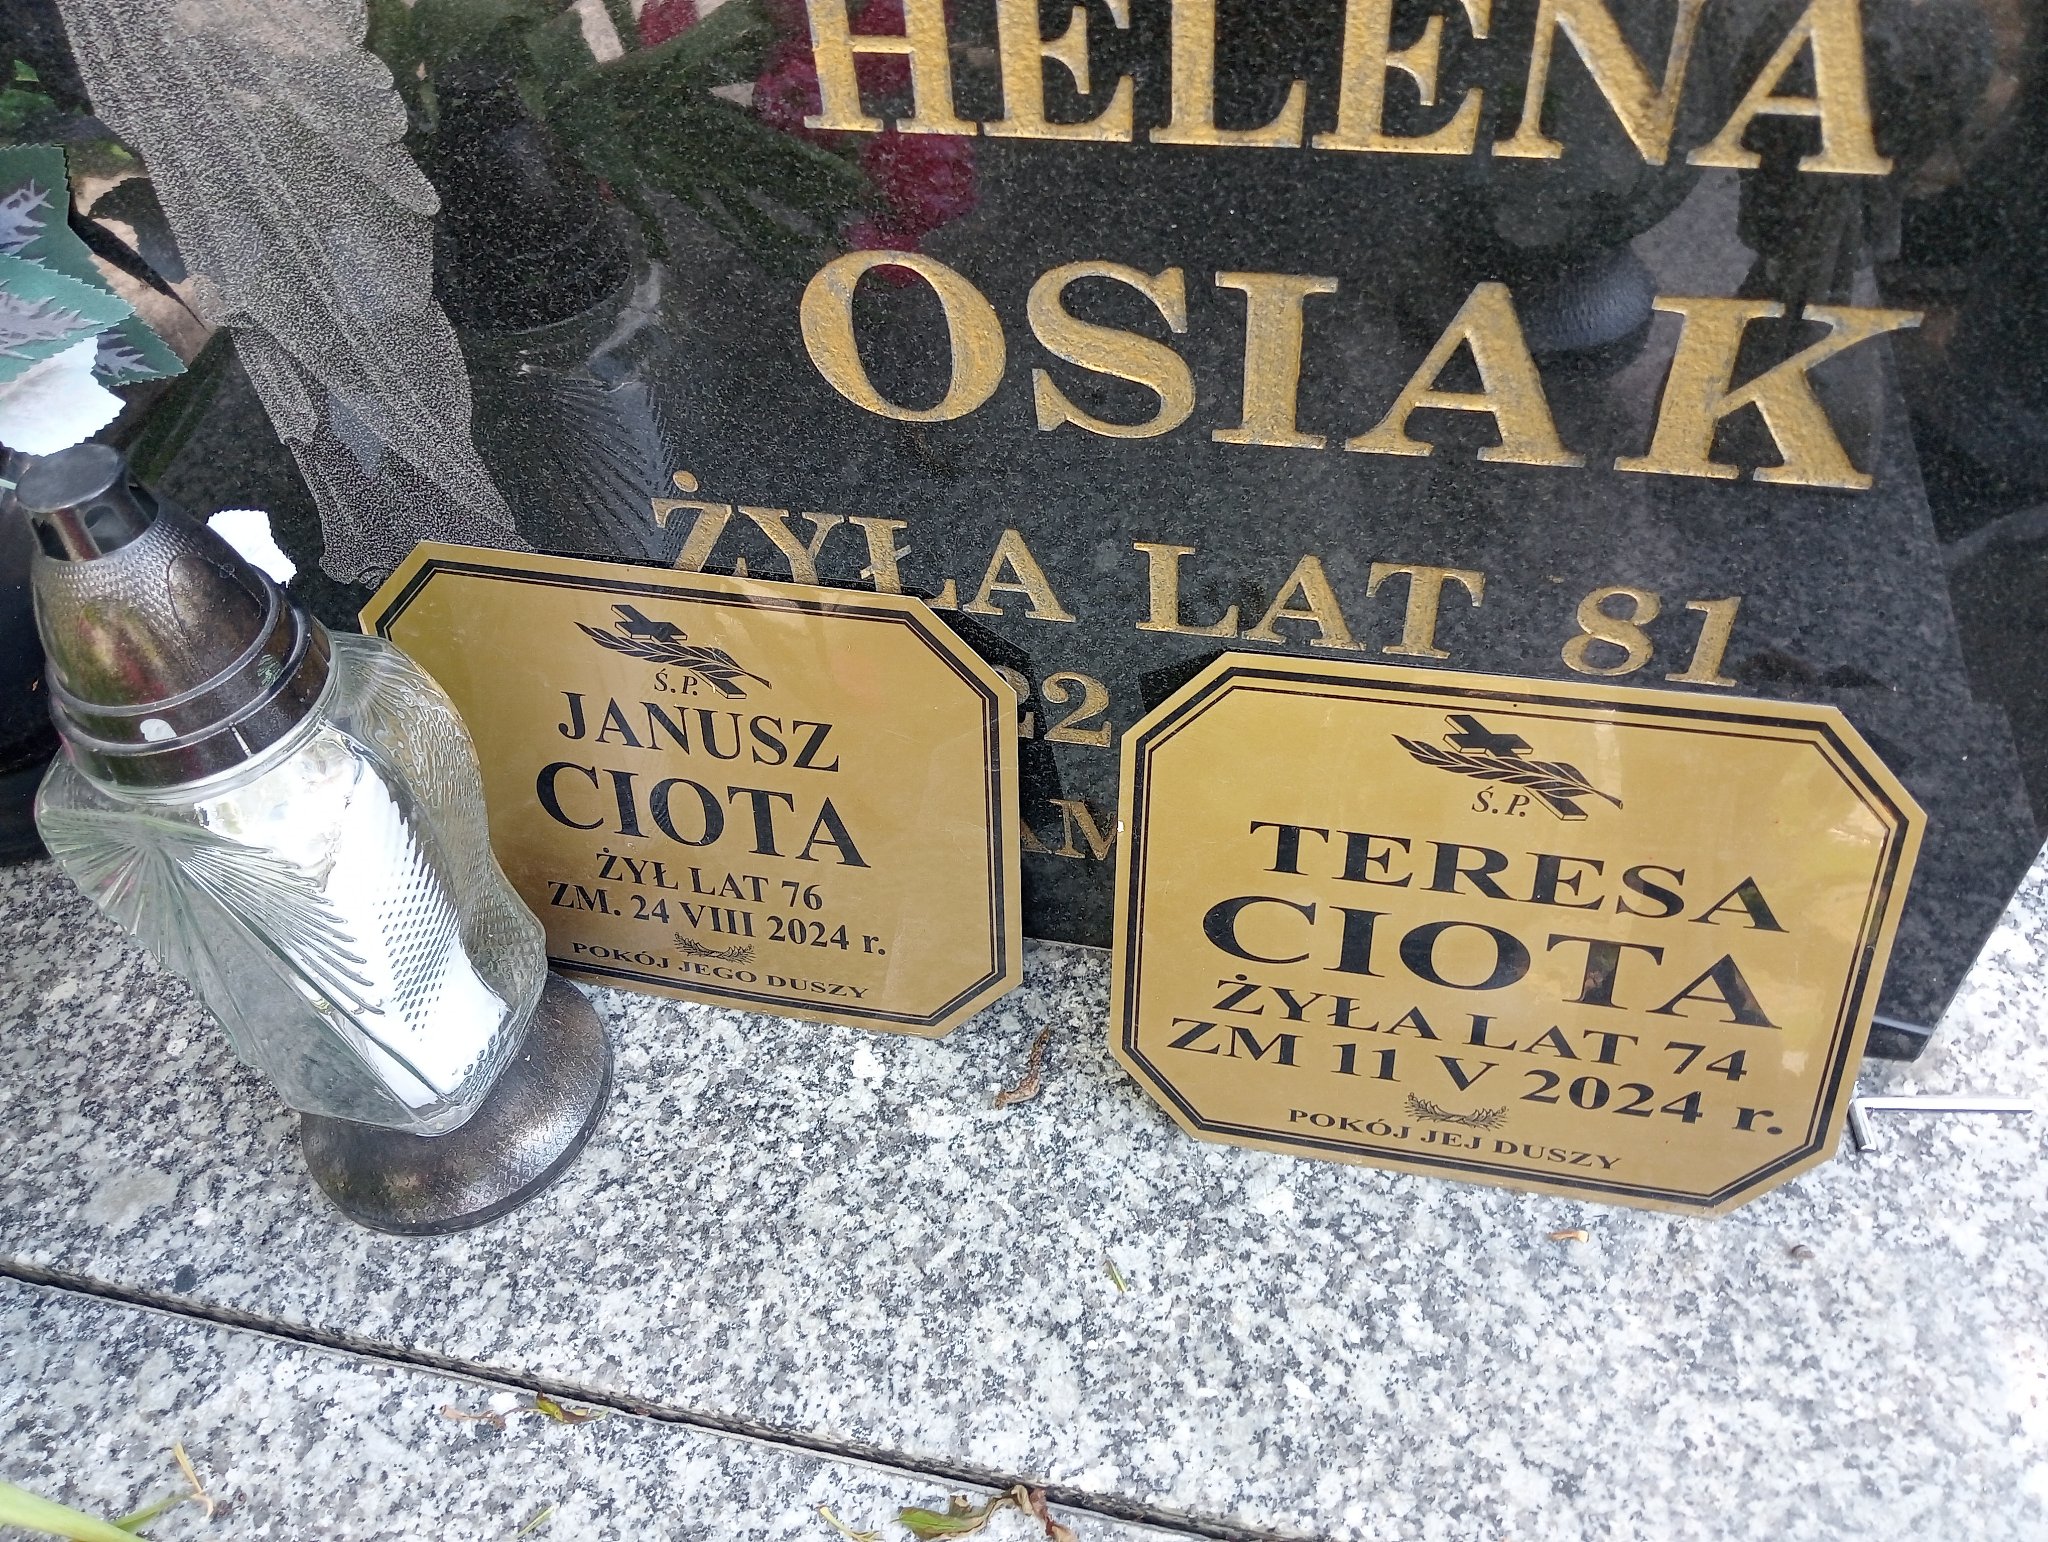 HELENA
OSIAK
ŻYŁA LAT 81
22
Ś.P.
JANUSZ
CIOTA
ŻYŁ LAT 76
ZM. 24 VIII 2024 r.
POKÓJ JEGO DUSZY
Ś.P.
TERESA
CIOTA
ŻYŁA LAT 74
ZM 11 V 2024 r.
POKÓJ JEJ DUSZY